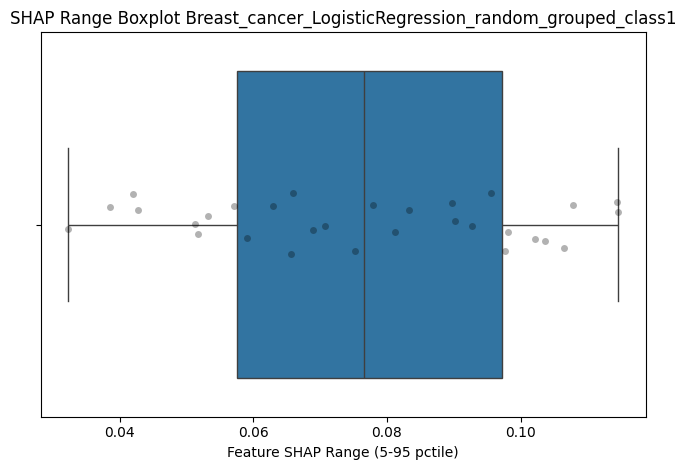 SHAP Range Boxplot Breast_cancer_LogisticRegression_random_grouped_class1
0.04 0.06 0.08 0.10
Feature SHAP Range (5-95 pctile)